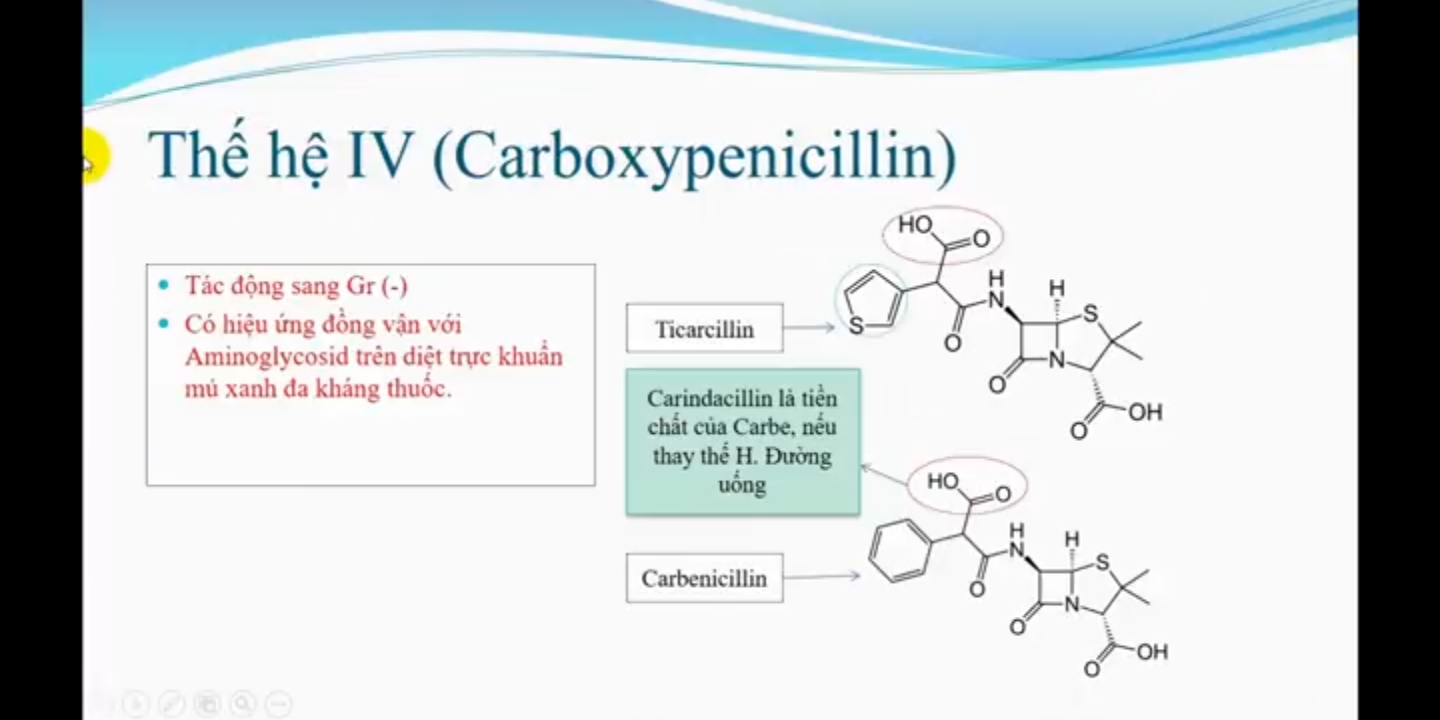 Thế hệ IV (Carboxypenicillin)
Tác động sang Gr (-)
Có hiệu ứng đồng vận với
Aminoglycosid trên diệt trực khuẩn
mủ xanh đa kháng thuốc.
Ticarcillin
Carindacillin là tiền
chất của Carbe, nếu
thay thế H. Đường
uống
Carbenicillin
HO
O
H
N
H
S
S
O
N
O
OH
O
HO
O
H
N
H
S
O
N
O
OH
O